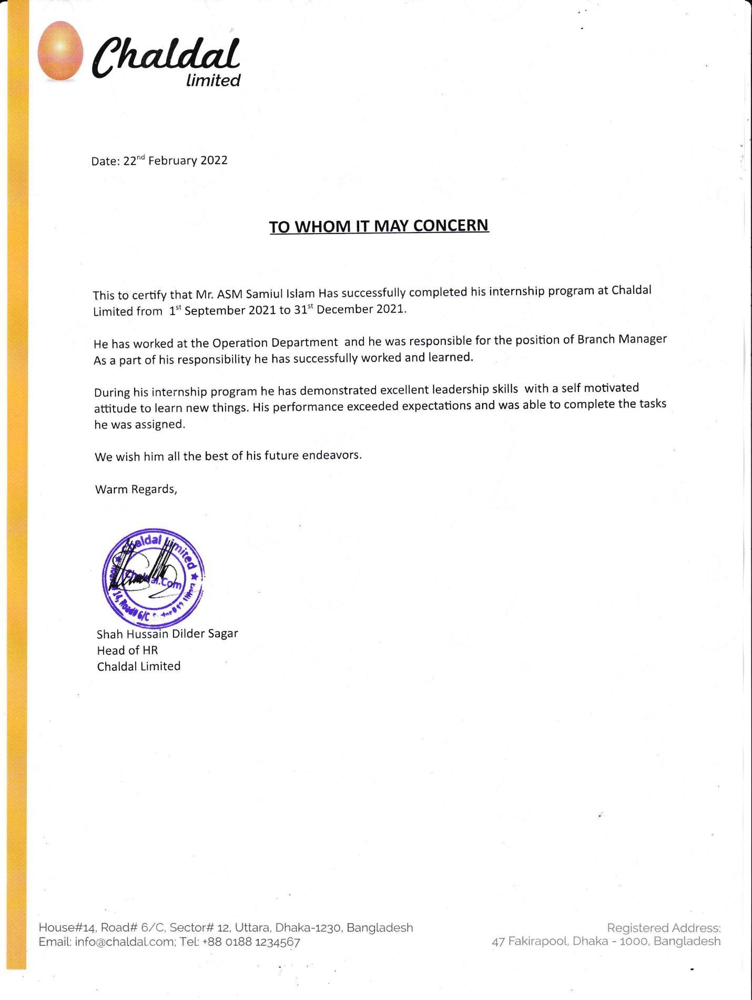 Chaldal
limited
Date: 22nd February 2022
TO WHOM IT MAY CONCERN
This to certify that Mr. ASM Samiul Islam Has successfully completed his internship program at Chaldal
Limited from 1st September 2021 to 31st December 2021.
He has worked at the Operation Department and he was responsible for the position of Branch Manager
As a part of his responsibility he has successfully worked and learned.
During his internship program he has demonstrated excellent leadership skills with a self motivated
attitude to learn new things. His performance exceeded expectations and was able to complete the tasks
he was assigned.
We wish him all the best of his future endeavors.
Warm Regards,
Chaldal Limited
Chaldal.Com
14, Road# 6/C
Shah Hussain Dilder Sagar
Head of HR
Chaldal Limited
House#14, Road# 6/C, Sector# 12, Uttara, Dhaka-1230, Bangladesh
Email: info@chaldal.com; Tel: +88 0188 1234567
Registered Address:
47 Fakirapool, Dhaka - 1000, Bangladesh